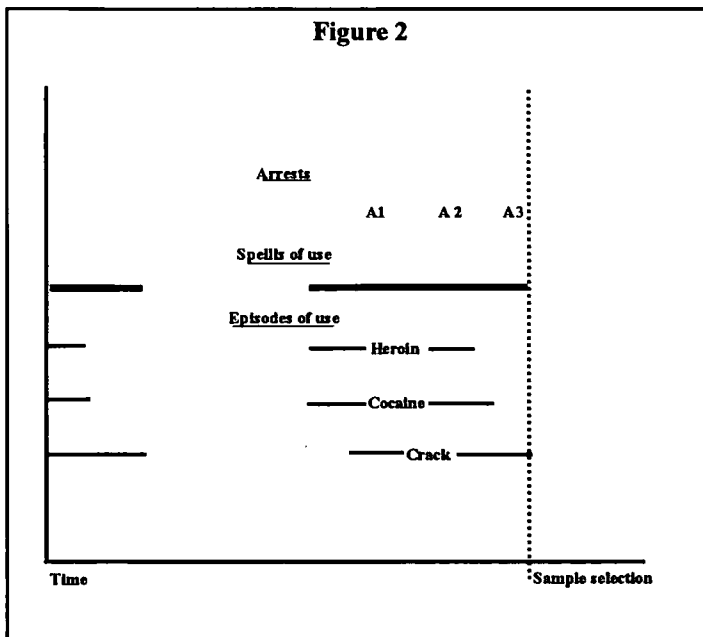 Figure 2
Arrests
A1 A 2 A3
Spells of use
Episodes of use
Heroin
Cocaine
Crack
Time Sample selection